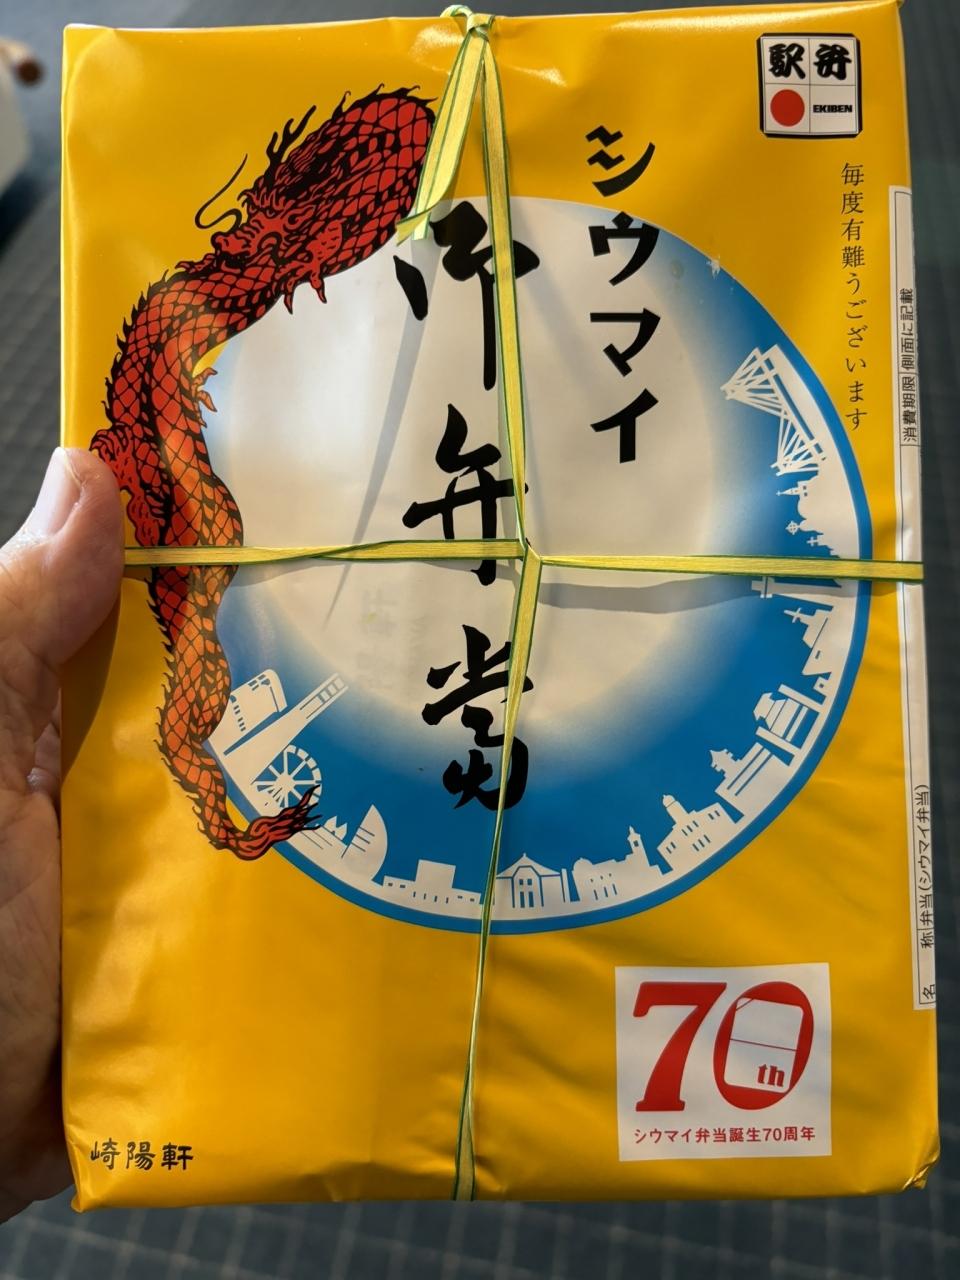 駅弁
EKIBEN
毎度有難うございます
シウマイ
御弁当
消費期限 側面に記載
名 称 弁当(シウマイ弁当)
70th
シウマイ弁当誕生70周年
崎陽軒